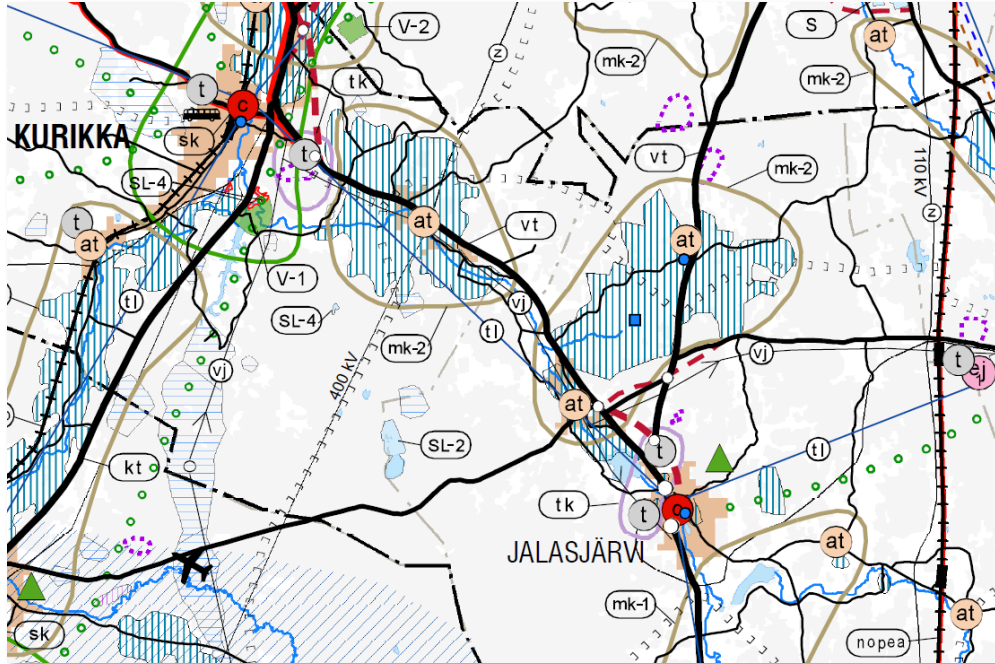 V-2
S
at
z
mk-2
mk-2
t
c
tk
KURIKKA
sk
t
vt
mk-2
110 kV
SL-4
z
t
at
at
vt
at
V-1
tl
SL-4
vj
tl
vj
vj
mk-2
t
ej
400 kV
at
SL-2
t
tl
kt
tk
t
c
JALASJÄRVI
at
mk-1
at
sk
nopea